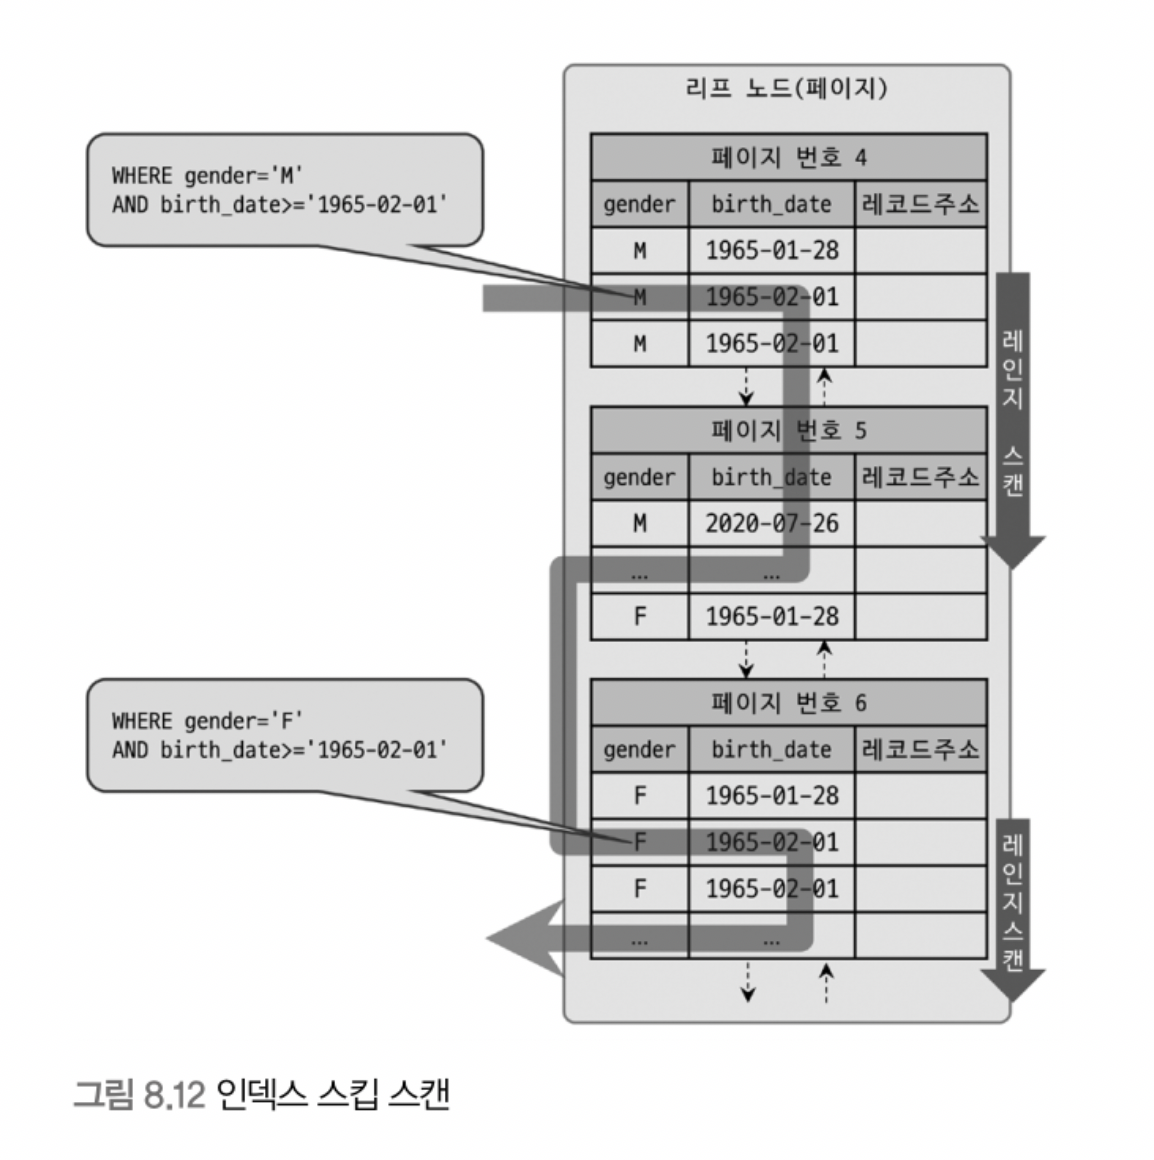 리프 노드(페이지)
WHERE gender='M'
AND birth_date>='1965-02-01'
페이지 번호 4
gender birth_date 레코드주소
M 1965-01-28
M 1965-02-01
M 1965-02-01
레인지 스캔
페이지 번호 5
gender birth_date 레코드주소
M 2020-07-26
... ...
F 1965-01-28
WHERE gender='F'
AND birth_date>='1965-02-01'
페이지 번호 6
gender birth_date 레코드주소
F 1965-01-28
F 1965-02-01
F 1965-02-01
... ...
레인지스캔
그림 8.12 인덱스 스킵 스캔